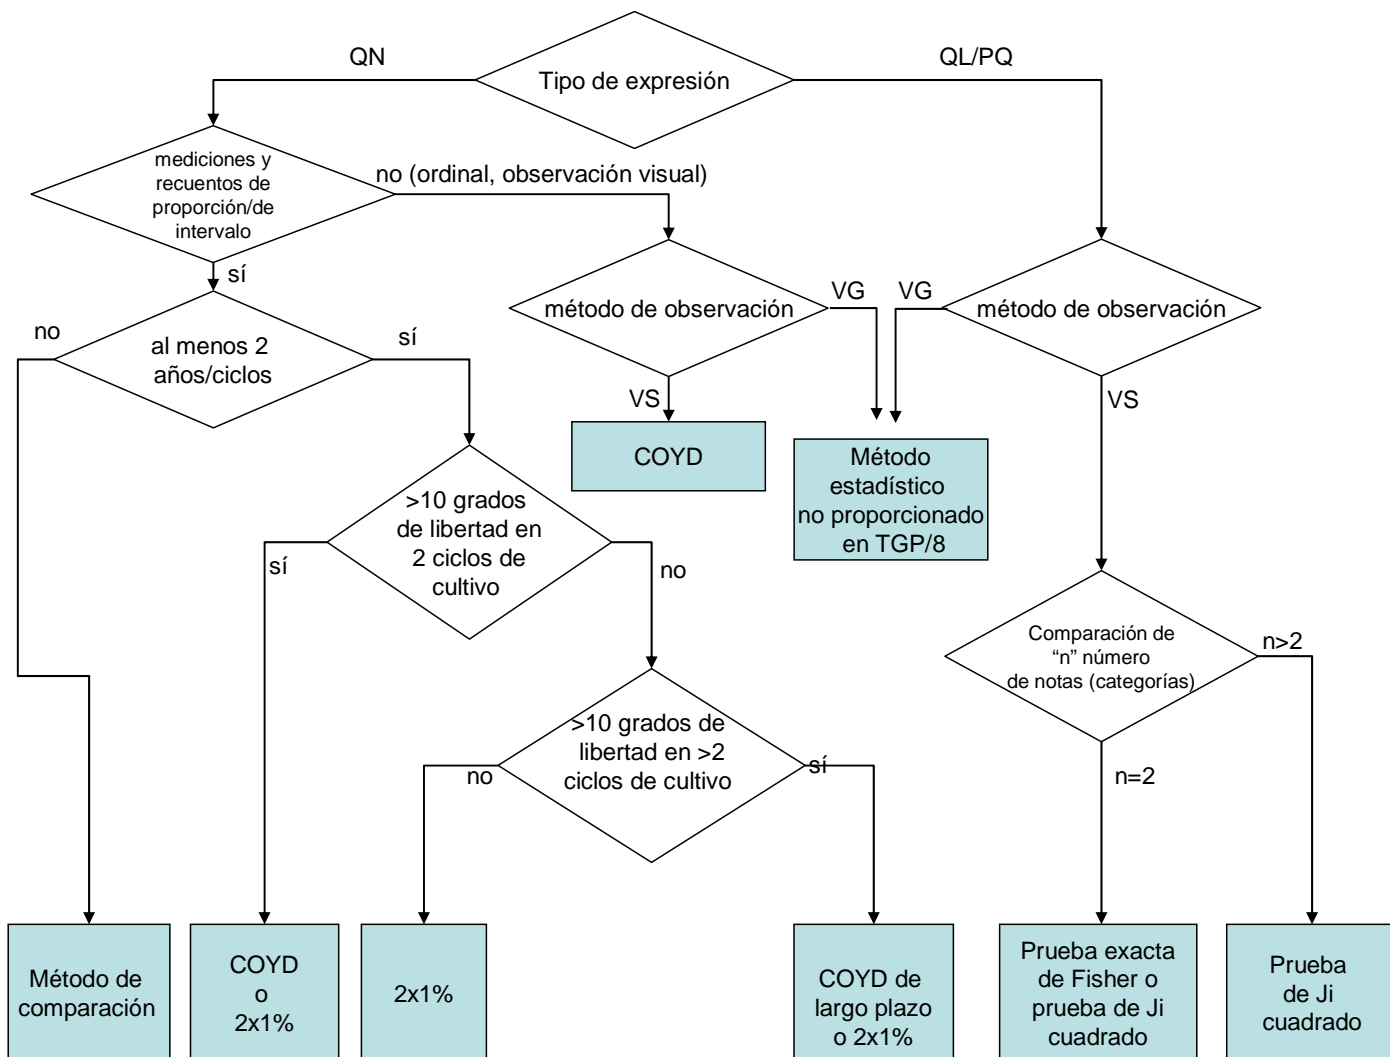 QN
QL/PQ
Tipo de expresión
mediciones y
recuentos de
proporción/de
intervalo
no (ordinal, observación visual)
sí
método de observación
VG
VG
método de observación
no
al menos 2
años/ciclos
sí
VS
VS
COYD
Método
estadístico
no proporcionado
en TGP/8
>10 grados
de libertad en
2 ciclos de
cultivo
sí
no
Comparación de
“n” número
de notas (categorías)
n>2
>10 grados de
libertad en >2
ciclos de cultivo
no
sí
n=2
Método de
comparación
COYD
o
2x1%
2x1%
COYD de
largo plazo
o 2x1%
Prueba exacta
de Fisher o
prueba de Ji
cuadrado
Prueba
de Ji
cuadrado